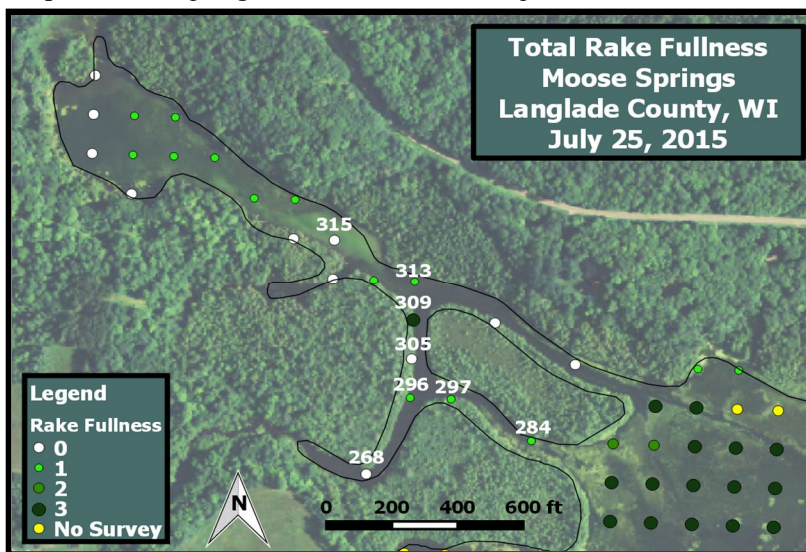 Total Rake Fullness
Moose Springs
Langlade County, WI
July 25, 2015
315
313
309
305
296
297
284
268
Legend
Rake Fullness
0
1
2
3
No Survey
N
0 200 400 600 ft